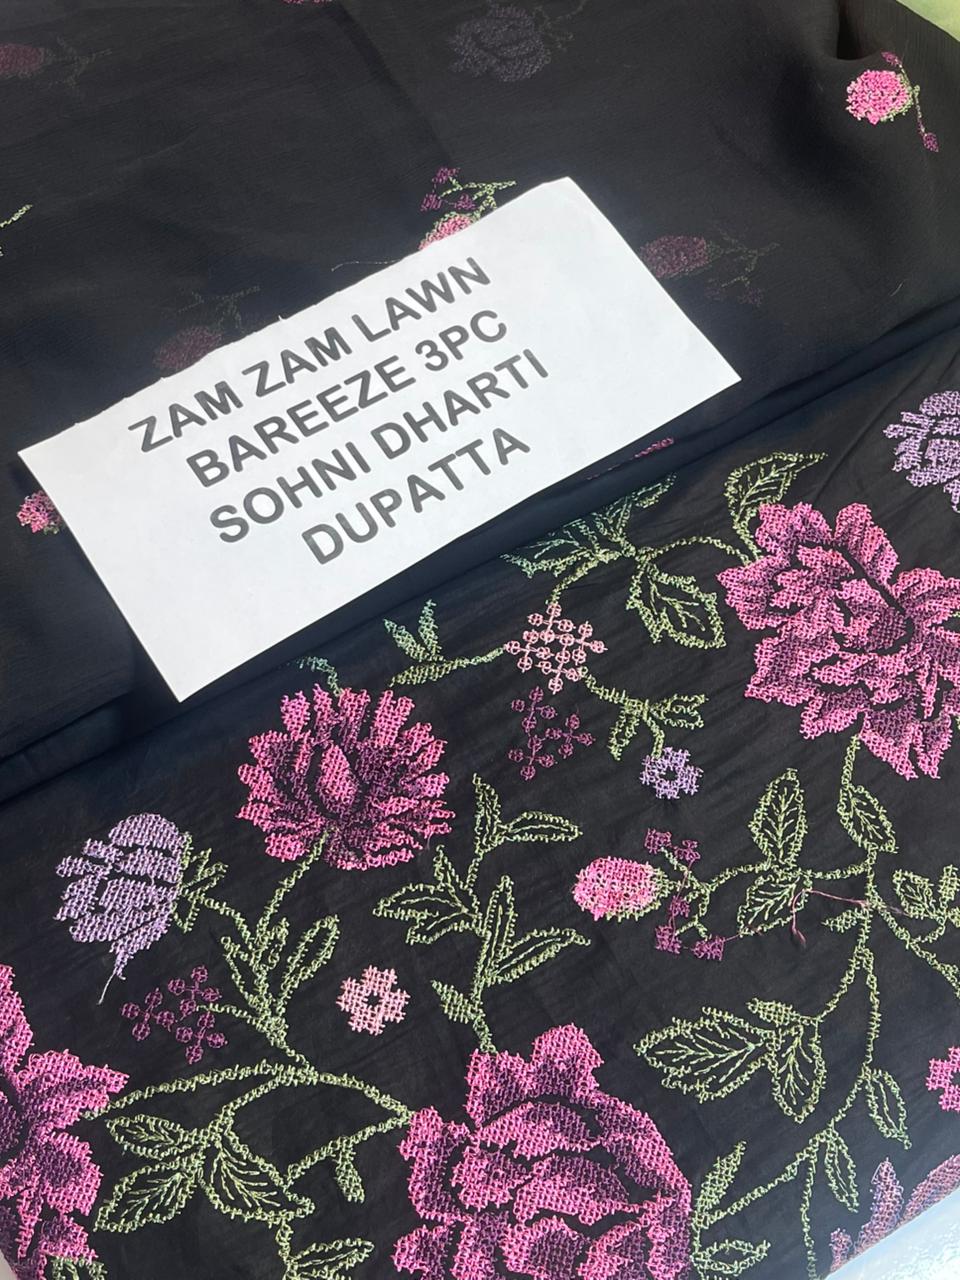 ZAM ZAM LAWN
BAREEZE 3PC
SOHNI DHARTI
DUPATTA